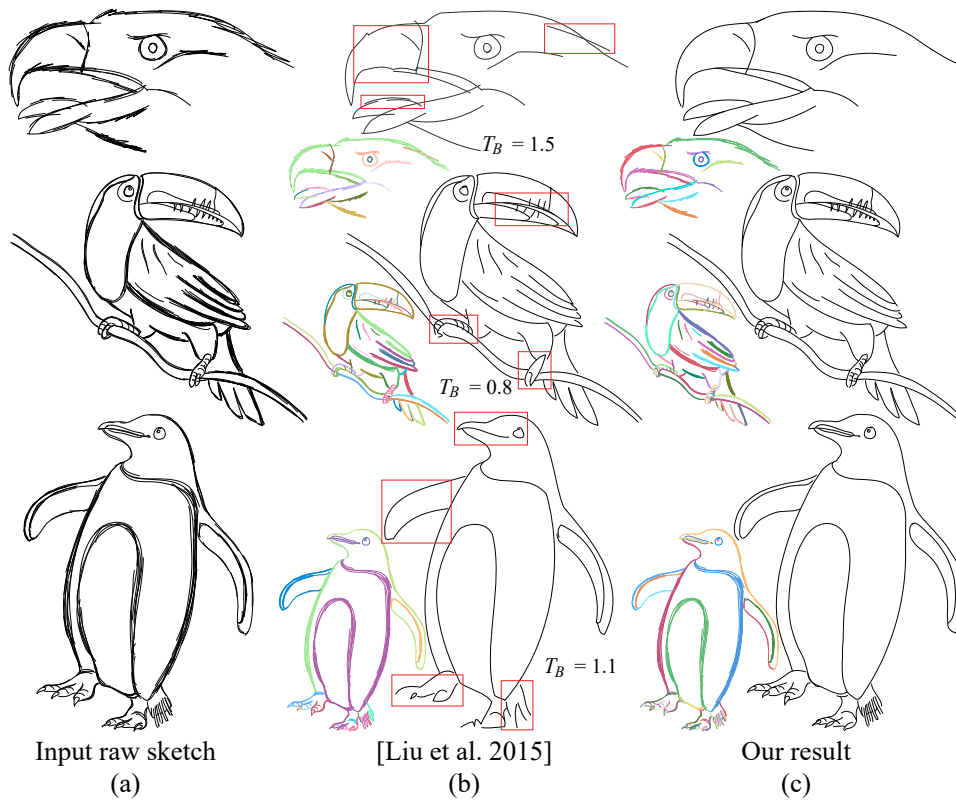 T_B = 1.5
T_B = 0.8
T_B = 1.1
Input raw sketch
[Liu et al. 2015]
Our result
(a)
(b)
(c)